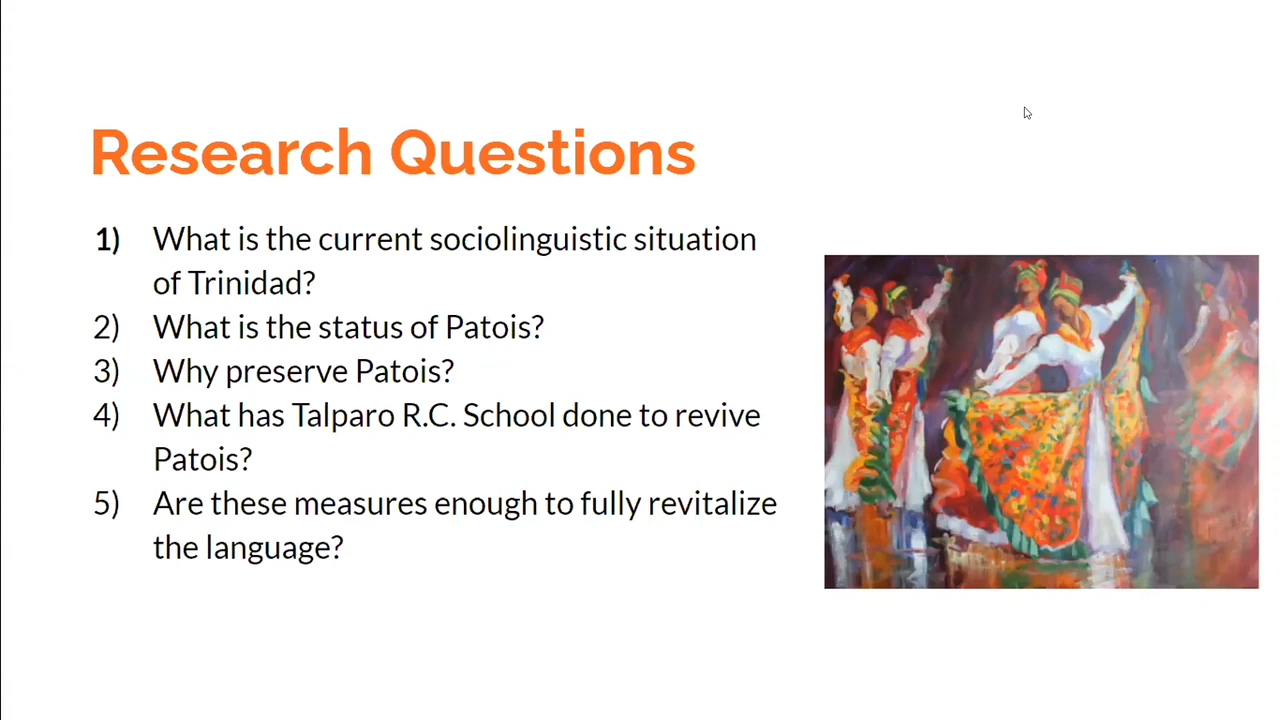 Research Questions
1) What is the current sociolinguistic situation
of Trinidad?
2) What is the status of Patois?
3) Why preserve Patois?
4) What has Talparo R.C. School done to revive
Patois?
5) Are these measures enough to fully revitalize
the language?